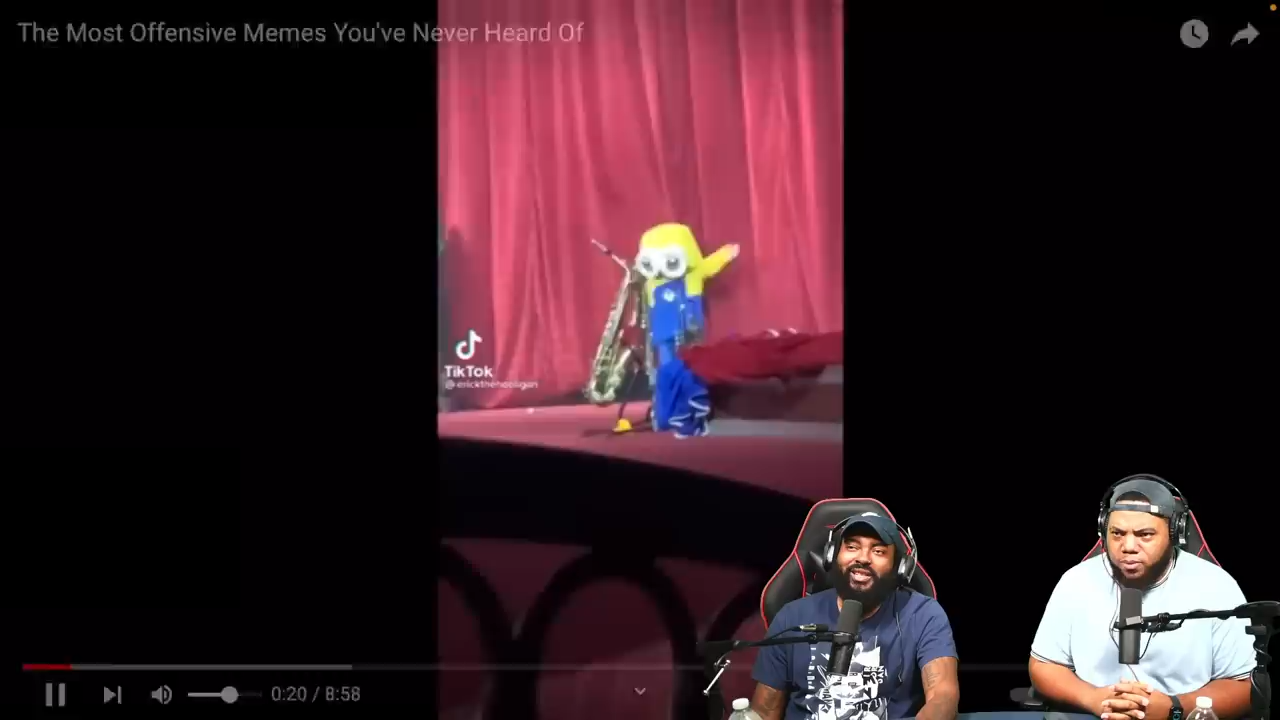 The Most Offensive Memes You've Never Heard Of
TikTok
@erickthehooligan
0:20 / 8:58